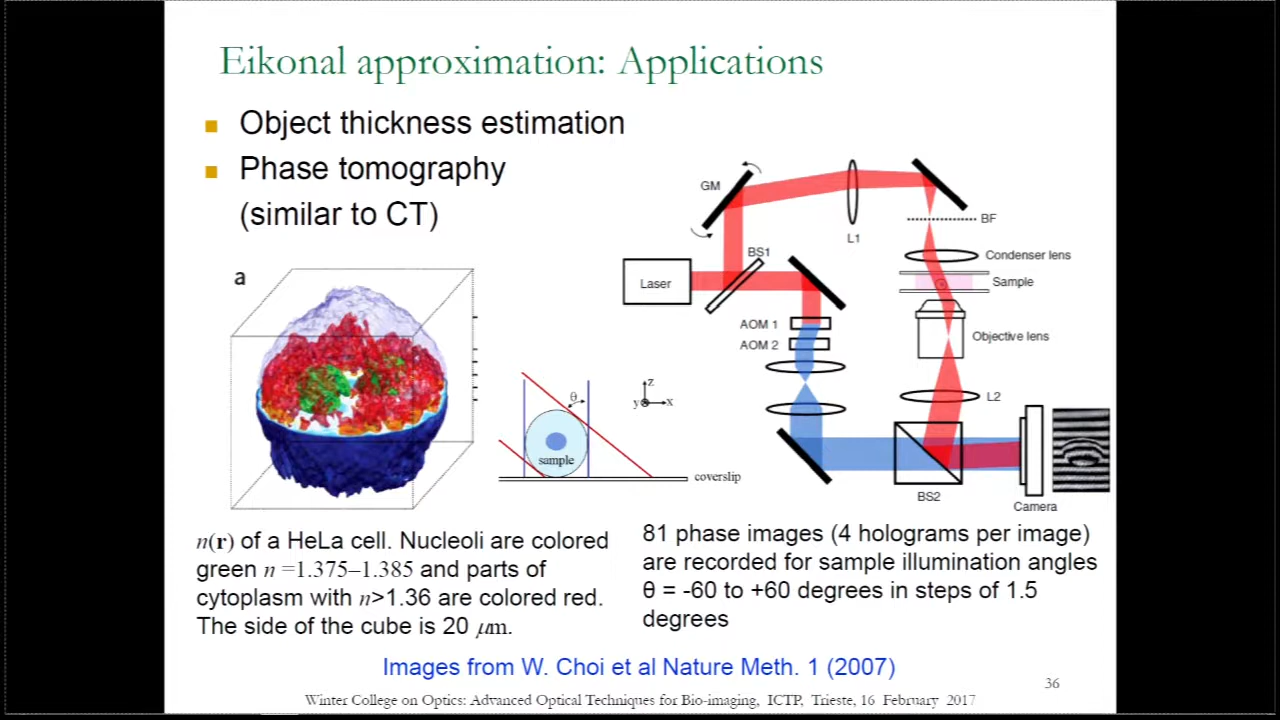 Eikonal approximation: Applications
Object thickness estimation
Phase tomography
(similar to CT)
a
GM
L1
BF
BS1
Condenser lens
Laser
Sample
AOM 1
AOM 2
Objective lens
L2
BS2
Camera
θ
z
y
x
sample
coverslip
n(r) of a HeLa cell. Nucleoli are colored
green n =1.375–1.385 and parts of
cytoplasm with n>1.36 are colored red.
The side of the cube is 20 μm.
81 phase images (4 holograms per image)
are recorded for sample illumination angles
θ = -60 to +60 degrees in steps of 1.5
degrees
Images from W. Choi et al Nature Meth. 1 (2007)
36
Winter College on Optics: Advanced Optical Techniques for Bio-imaging, ICTP, Trieste, 16 February 2017